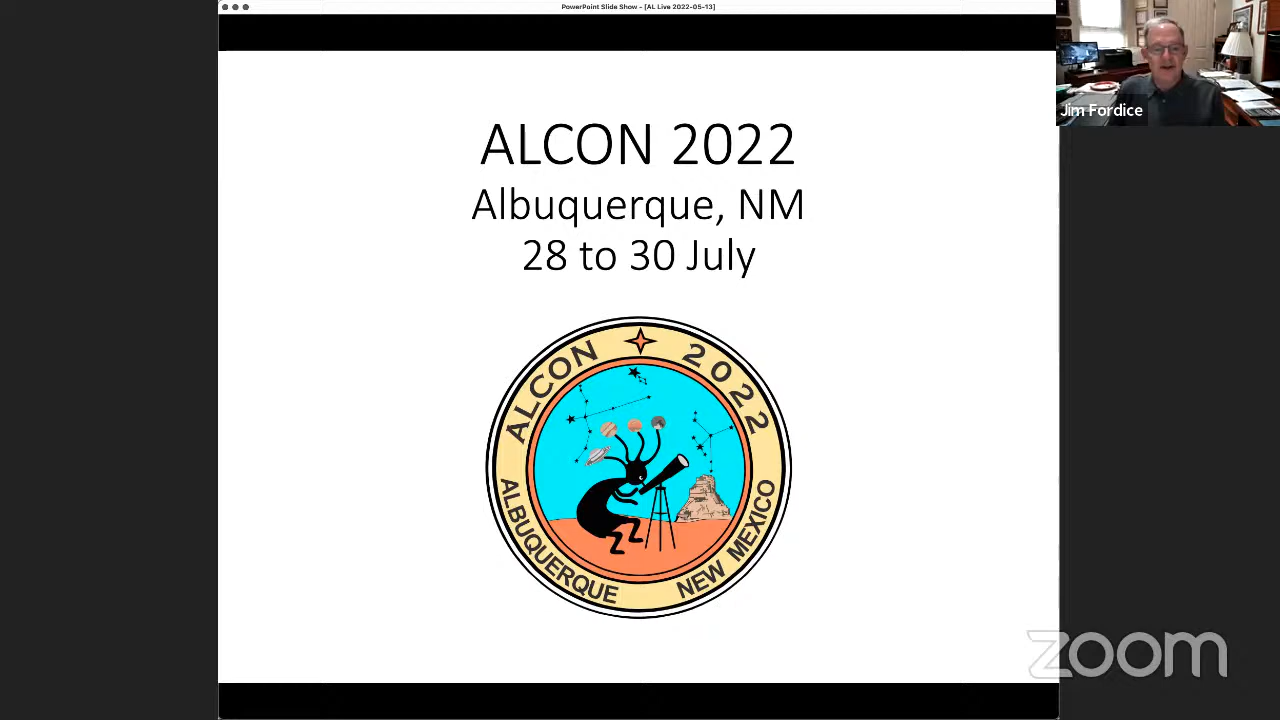 PowerPoint Slide Show - [AL Live 2022-05-13]
Jim Fordice
ALCON 2022
Albuquerque, NM
28 to 30 July
ALCON 2022
ALBUQUERQUE NEW MEXICO
zoom